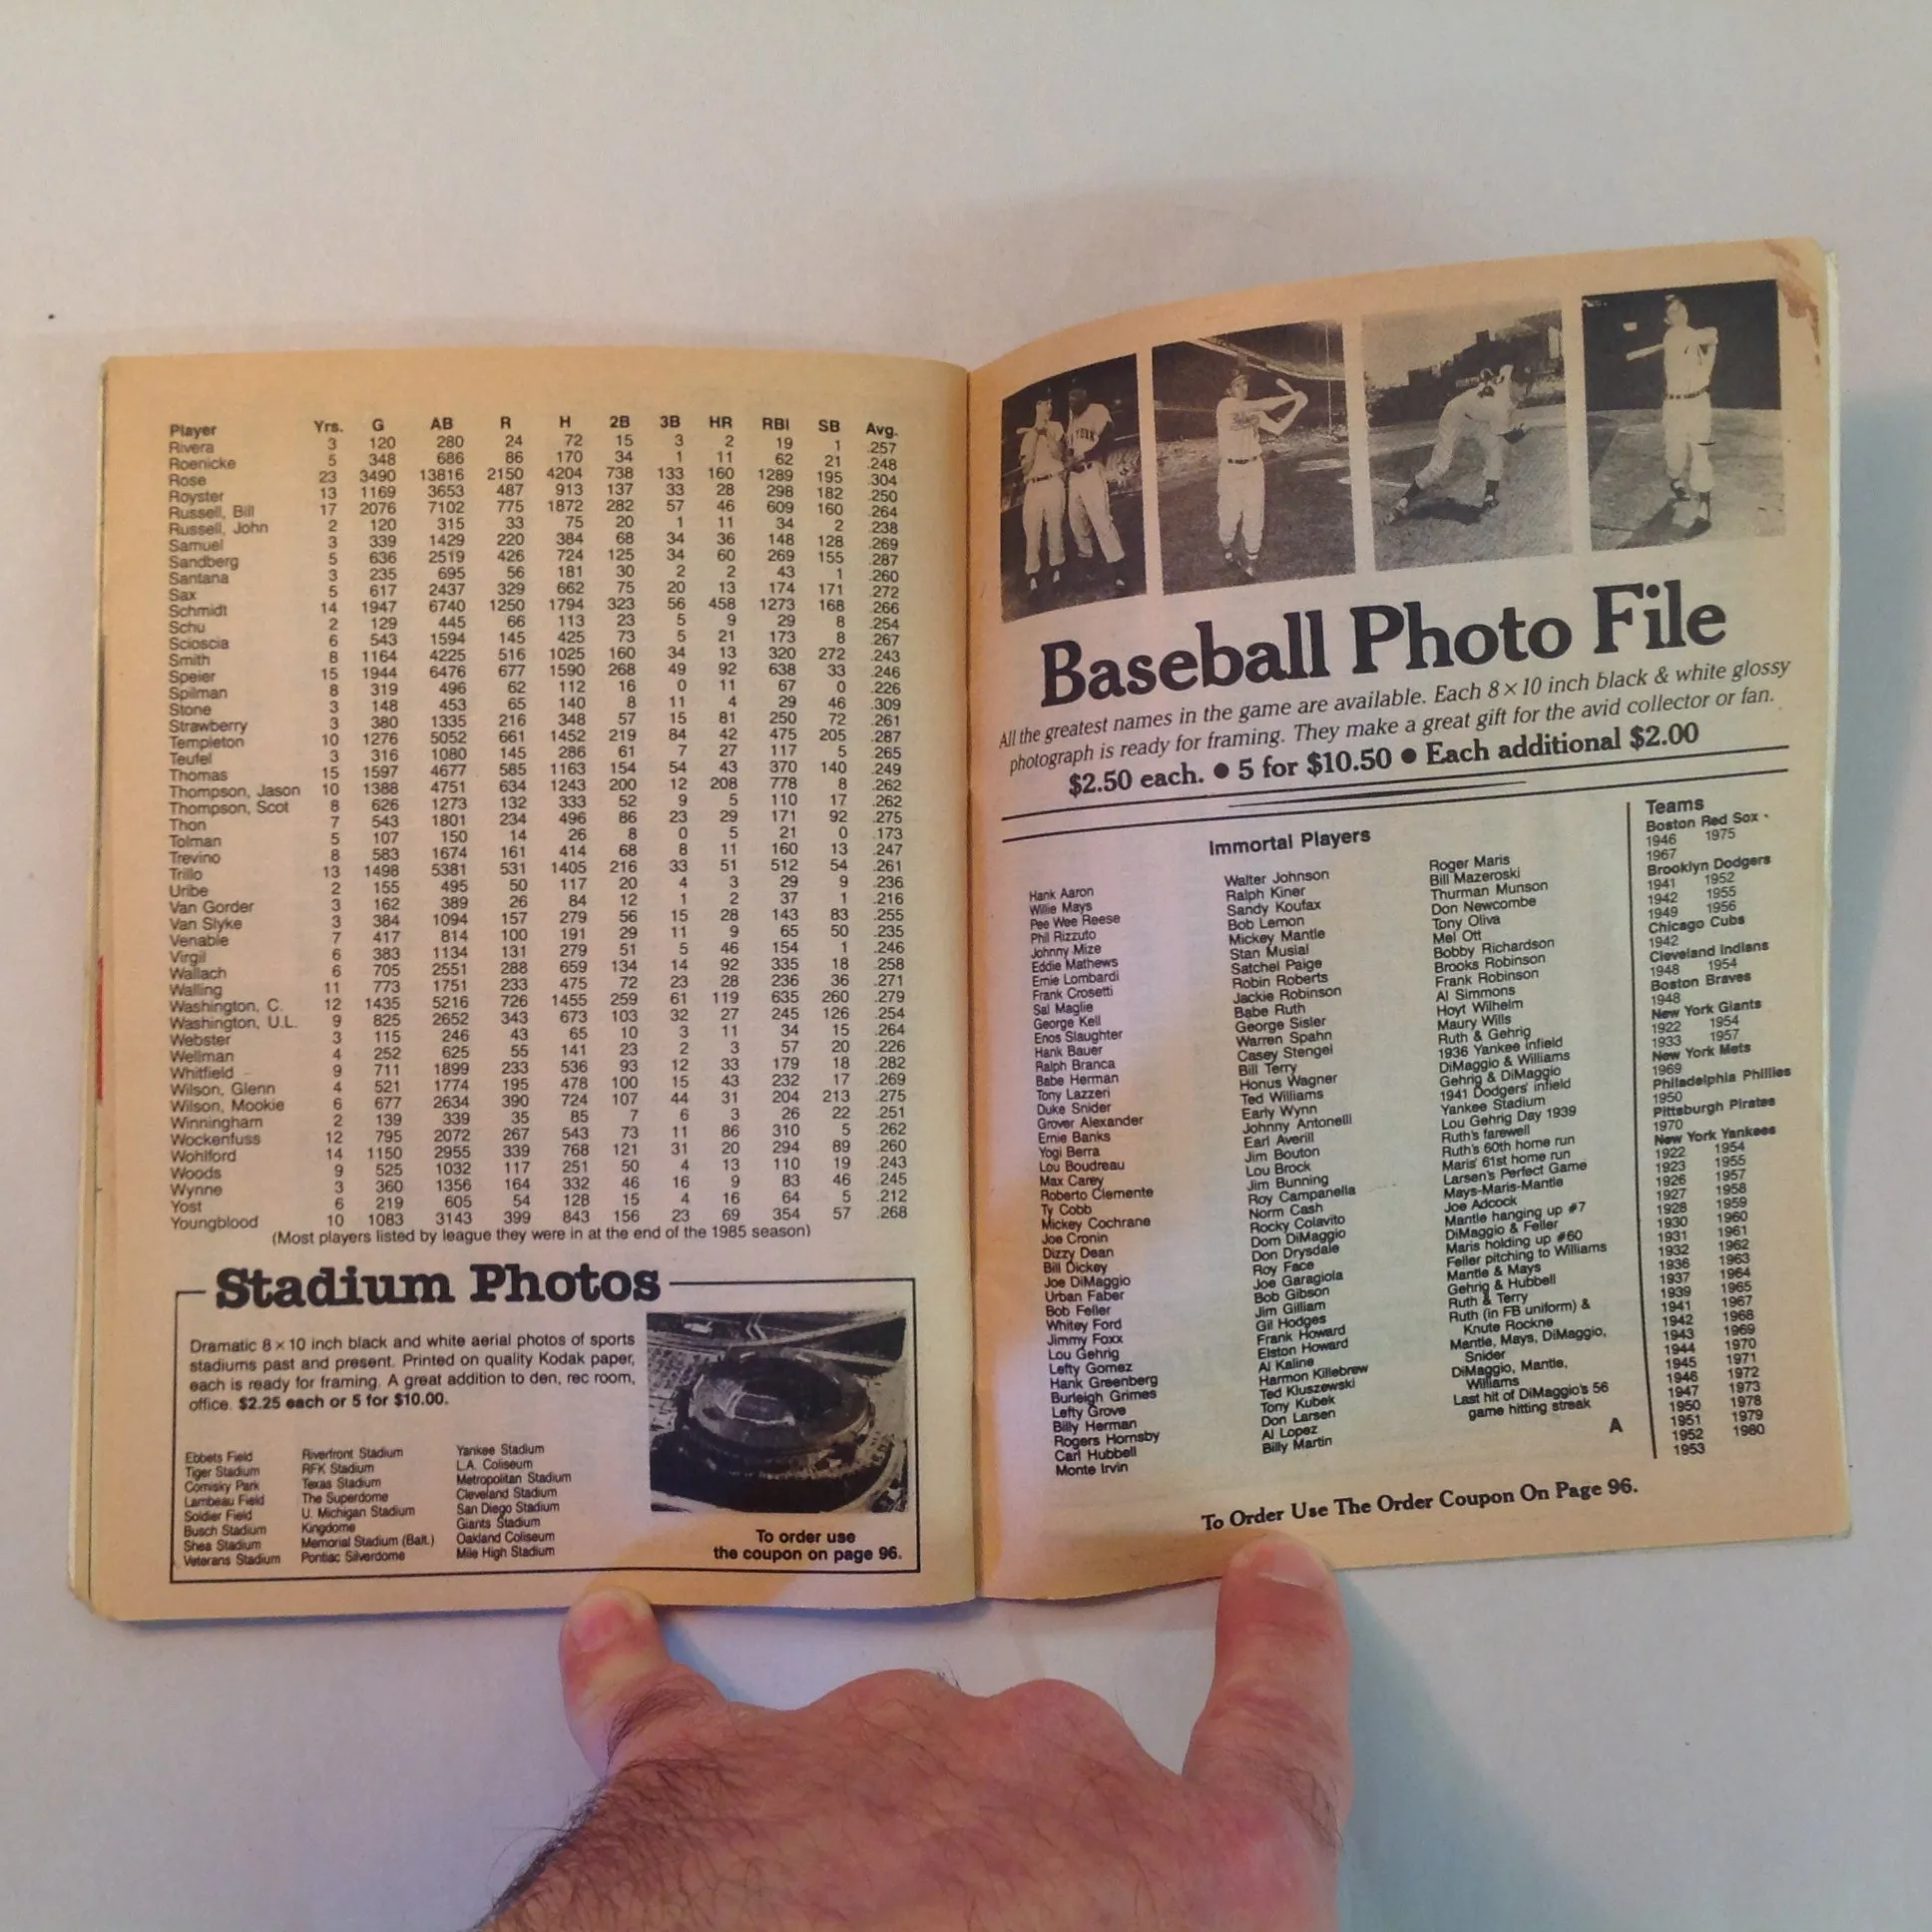 Player Yrs. G AB R H 2B 3B HR RBI SB Avg.
Rivera 3 120 280 24 72 15 3 2 19 1 .257
Roenicke 5 348 686 86 170 34 1 11 62 21 .248
Rose 23 3490 13816 2150 4204 738 133 160 1289 195 .304
Royster 13 1169 3653 487 913 137 33 28 298 182 .250
Russell, Bill 17 2076 7102 775 1872 282 57 46 609 160 .264
Russell, John 2 120 315 33 75 20 1 11 34 2 .238
Samuel 3 339 1429 220 384 68 34 36 148 128 .269
Sandberg 5 636 2519 426 724 125 34 60 269 155 .287
Santana 3 235 695 56 181 30 2 2 43 1 .260
Sax 5 617 2437 329 662 75 20 13 174 171 .272
Schmidt 14 1947 6740 1250 1794 323 56 458 1273 168 .266
Schu 2 129 445 66 113 23 5 9 29 8 .254
Scioscia 6 543 1594 145 425 73 5 21 173 8 .267
Smith 8 1164 4225 516 1025 160 34 13 320 272 .243
Speier 15 1944 6476 677 1590 268 49 92 638 33 .246
Spilman 8 319 496 62 112 16 0 11 67 0 .226
Stone 3 148 453 65 140 8 11 4 29 46 .309
Strawberry 3 380 1335 216 348 57 15 81 250 72 .261
Templeton 10 1276 5052 661 1452 219 84 42 475 205 .287
Teufel 3 316 1080 145 286 61 7 27 117 5 .265
Thomas 15 1597 4677 585 1163 154 54 43 370 140 .249
Thompson, Jason 10 1388 4751 634 1243 200 12 208 778 8 .262
Thompson, Scot 8 626 1273 132 333 52 9 5 110 17 .262
Thon 7 543 1801 234 496 86 23 29 171 92 .275
Tolman 5 107 150 14 26 8 0 5 21 0 .173
Trevino 8 583 1674 161 414 68 8 11 160 13 .247
Trillo 13 1498 5381 531 1405 216 33 51 512 54 .261
Uribe 2 155 495 50 117 20 4 3 29 9 .236
Van Gorder 3 162 389 26 84 12 1 2 37 1 .216
Van Slyke 3 384 1094 157 279 56 15 28 143 83 .255
Venable 7 417 814 100 191 29 11 9 65 50 .235
Virgil 6 383 1134 131 279 51 5 46 154 1 .246
Wallach 6 705 2551 288 659 134 14 92 335 18 .258
Walling 11 773 1751 233 475 72 23 28 236 36 .271
Washington, C. 12 1435 5216 726 1455 259 61 119 635 260 .279
Washington, U.L. 9 825 2652 343 673 103 32 27 245 126 .254
Webster 3 115 246 43 65 10 3 11 34 15 .264
Wellman 4 252 625 55 141 23 2 3 57 20 .226
Whitfield 9 711 1899 233 536 93 12 33 179 18 .282
Wilson, Glenn 4 521 1774 195 478 100 15 43 232 17 .269
Wilson, Mookie 6 677 2634 390 724 107 44 31 204 213 .275
Winningham 2 139 339 35 85 7 6 3 26 22 .251
Wockenfuss 12 795 2072 267 543 73 11 86 310 5 .262
Wohlford 14 1150 2955 339 768 121 31 20 294 89 .260
Woods 9 525 1032 117 251 50 4 13 110 19 .243
Wynne 3 360 1356 164 332 46 16 9 83 46 .245
Yost 6 219 605 54 128 15 4 16 64 5 .212
Youngblood 10 1083 3143 399 843 156 23 69 354 57 .268
(Most players listed by league they were in at the end of the 1985 season)
Stadium Photos
Dramatic 8 × 10 inch black and white aerial photos of sports
stadiums past and present. Printed on quality Kodak paper,
each is ready for framing. A great addition to den, rec room,
office. $2.25 each or 5 for $10.00.
Ebbets Field
Tiger Stadium
Comisky Park
Lambeau Field
Soldier Field
Busch Stadium
Shea Stadium
Veterans Stadium
Riverfront Stadium
RFK Stadium
Texas Stadium
The Superdome
U. Michigan Stadium
Kingdome
Memorial Stadium (Balt.)
Pontiac Silverdome
Yankee Stadium
L.A. Coliseum
Metropolitan Stadium
Cleveland Stadium
San Diego Stadium
Giants Stadium
Oakland Coliseum
Mile High Stadium
To order use
the coupon on page 96.
YORK
Baseball Photo File
All the greatest names in the game are available. Each 8 × 10 inch black & white glossy
photograph is ready for framing. They make a great gift for the avid collector or fan.
$2.50 each. ● 5 for $10.50 ● Each additional $2.00
Immortal Players
Hank Aaron
Willie Mays
Pee Wee Reese
Phil Rizzuto
Johnny Mize
Eddie Mathews
Ernie Lombardi
Frank Crosetti
Sal Maglie
George Kell
Enos Slaughter
Hank Bauer
Ralph Branca
Babe Herman
Tony Lazzeri
Duke Snider
Grover Alexander
Ernie Banks
Yogi Berra
Lou Boudreau
Max Carey
Roberto Clemente
Ty Cobb
Mickey Cochrane
Joe Cronin
Dizzy Dean
Bill Dickey
Joe DiMaggio
Urban Faber
Bob Feller
Whitey Ford
Jimmy Foxx
Lou Gehrig
Lefty Gomez
Hank Greenberg
Burleigh Grimes
Lefty Grove
Billy Herman
Rogers Hornsby
Carl Hubbell
Monte Irvin
Walter Johnson
Ralph Kiner
Sandy Koufax
Bob Lemon
Mickey Mantle
Stan Musial
Satchel Paige
Robin Roberts
Jackie Robinson
Babe Ruth
George Sisler
Warren Spahn
Casey Stengel
Bill Terry
Honus Wagner
Ted Williams
Early Wynn
Johnny Antonelli
Earl Averill
Jim Bouton
Lou Brock
Jim Bunning
Roy Campanella
Norm Cash
Rocky Colavito
Dom DiMaggio
Don Drysdale
Roy Face
Joe Garagiola
Bob Gibson
Jim Gilliam
Gil Hodges
Frank Howard
Elston Howard
Al Kaline
Harmon Killebrew
Ted Kluszewski
Tony Kubek
Don Larsen
Al Lopez
Billy Martin
Roger Maris
Bill Mazeroski
Thurman Munson
Don Newcombe
Tony Oliva
Mel Ott
Bobby Richardson
Brooks Robinson
Frank Robinson
Al Simmons
Hoyt Wilhelm
Maury Wills
Ruth & Gehrig
1936 Yankee infield
DiMaggio & Williams
Gehrig & DiMaggio
1941 Dodgers' infield
Yankee Stadium
Lou Gehrig Day 1939
Ruth's farewell
Ruth's 60th home run
Maris' 61st home run
Larsen's Perfect Game
Mays-Maris-Mantle
Joe Adcock
Mantle hanging up #7
DiMaggio & Feller
Maris holding up #60
Feller pitching to Williams
Mantle & Mays
Gehrig & Hubbell
Ruth & Terry
Ruth (in FB uniform) &
Knute Rockne
Mantle, Mays, DiMaggio,
Snider
DiMaggio, Mantle,
Williams
Last hit of DiMaggio's 56
game hitting streak
A
Teams
Boston Red Sox
1946 1975
1967
Brooklyn Dodgers
1941 1952
1942 1955
1949 1956
Chicago Cubs
1942
Cleveland Indians
1948 1954
Boston Braves
1948
New York Giants
1922 1954
1933 1957
New York Mets
1969
Philadelphia Phillies
1950
Pittsburgh Pirates
1970
New York Yankees
1922 1954
1923 1955
1926 1957
1927 1958
1928 1959
1930 1960
1931 1961
1932 1962
1936 1963
1937 1964
1939 1965
1941 1967
1942 1968
1943 1969
1944 1970
1945 1971
1946 1972
1947 1973
1950 1978
1951 1979
1952 1980
1953
To Order Use The Order Coupon On Page 96.